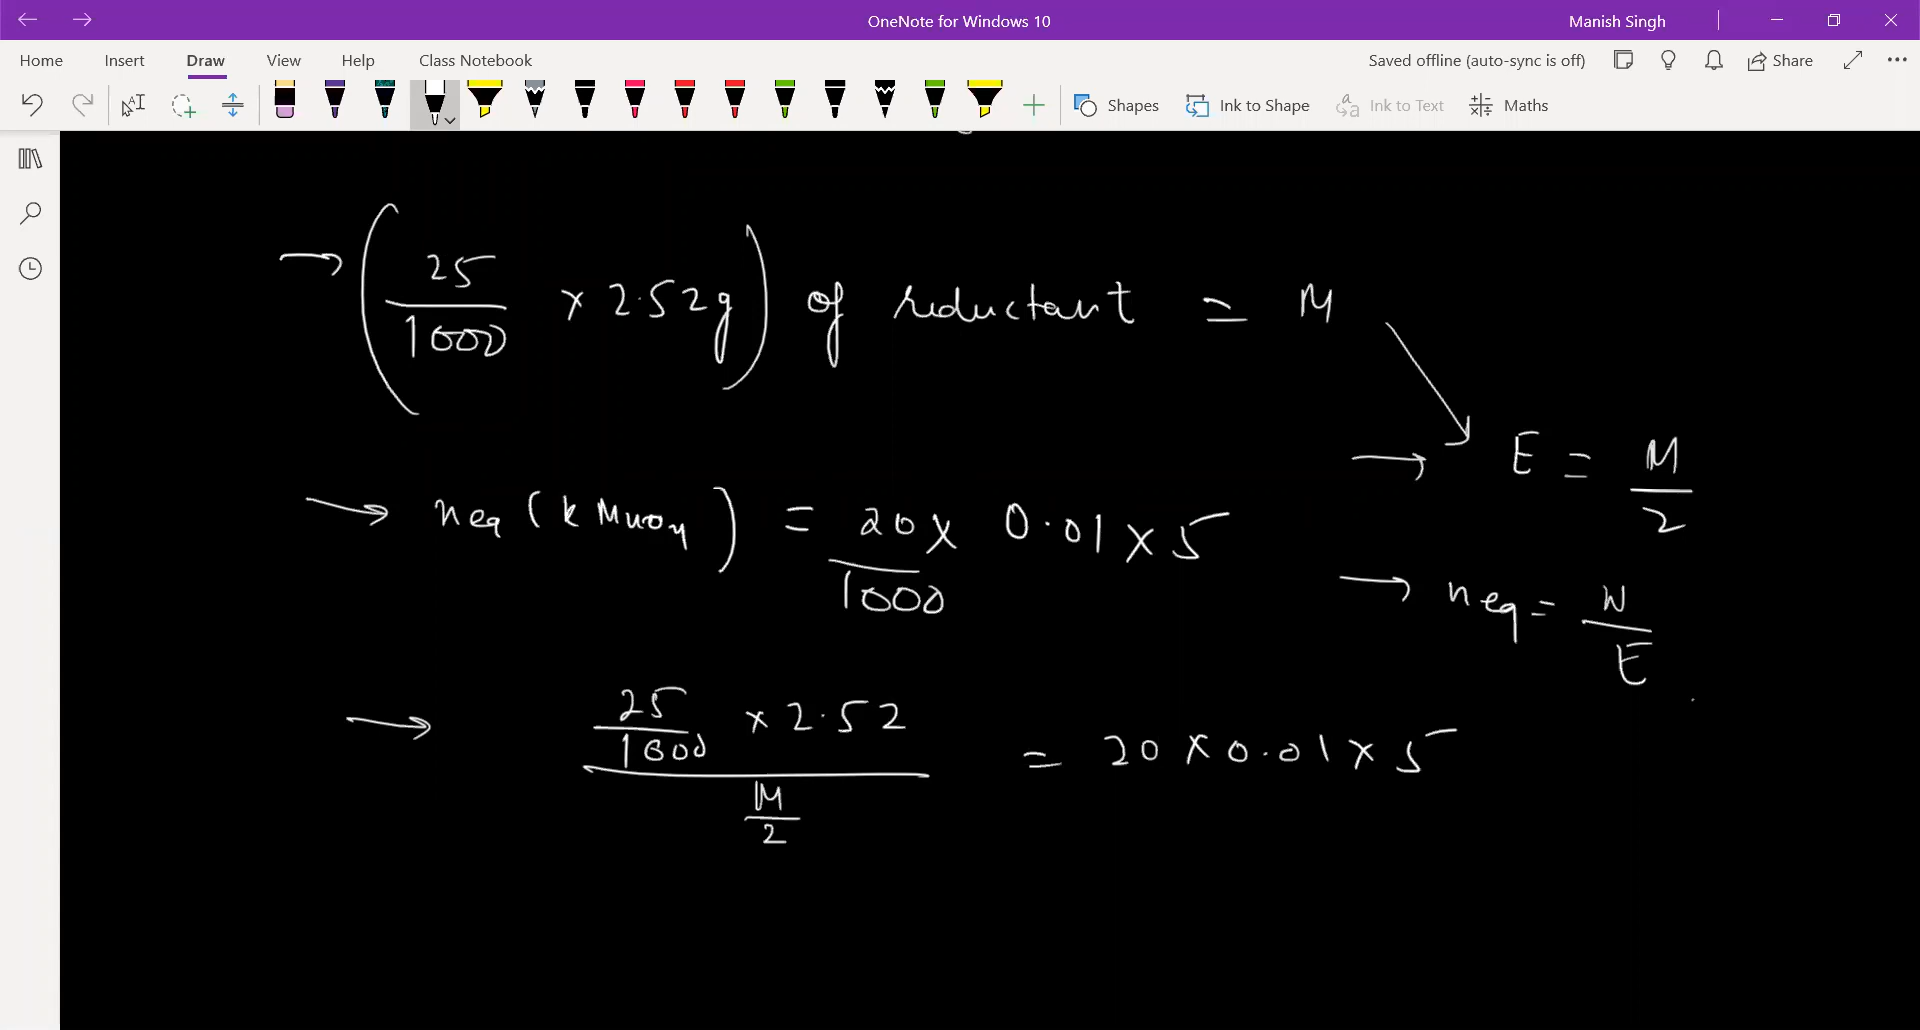 OneNote for Windows 10
Manish Singh
Home Insert Draw View Help Class Notebook
Saved offline (auto-sync is off) Share
Shapes Ink to Shape Ink to Text Maths
→ ( 25/1000 × 2.52g ) of reductant = M
→ E = M/2
→ neq (kMnO4) = 20/1000 × 0.01 × 5
→ neq = W/E
→ (25/1000 × 2.52)/(M/2) = 20 × 0.01 × 5